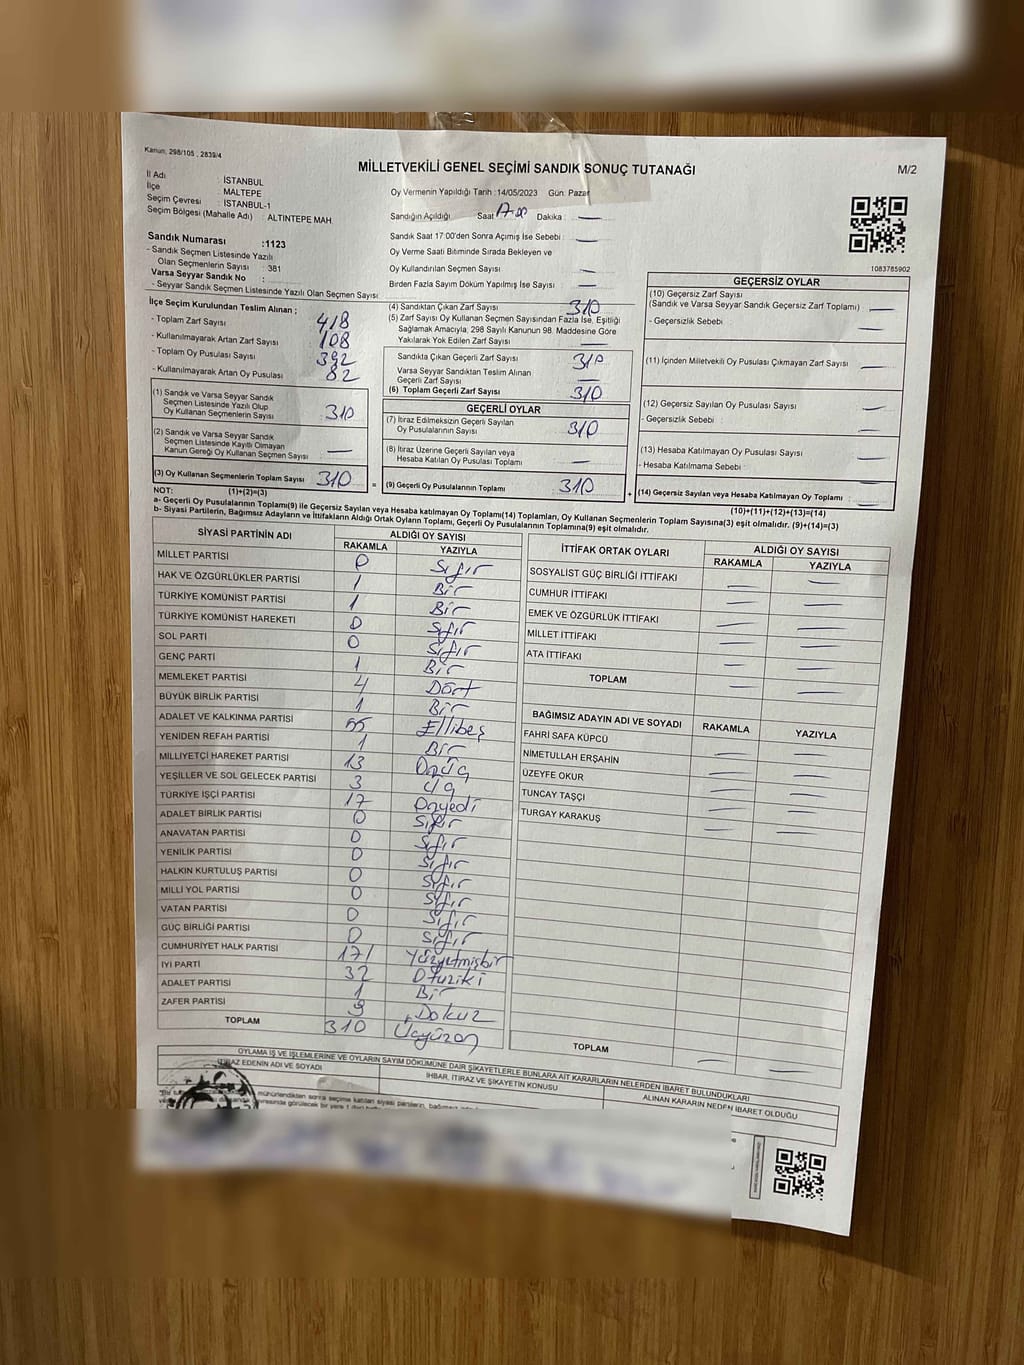 Kanun, 298/105 , 2839/4
MİLLETVEKİLİ GENEL SEÇİMİ SANDIK SONUÇ TUTANAĞI
M/2
İl Adı : İSTANBUL
İlçe : MALTEPE
Seçim Çevresi : İSTANBUL-1
Seçim Bölgesi (Mahalle Adı) : ALTINTEPE MAH.
Oy Vermenin Yapıldığı Tarih :14/05/2023 Gün: Pazar
Sandığın Açıldığı Saat Dakika : —
Sandık Saat 17:00'den Sonra Açımış İse Sebebi : —
Oy Verme Saati Bitiminde Sırada Bekleyen ve
Oy Kullandırılan Seçmen Sayısı : —
Birden Fazla Sayım Döküm Yapılmış İse Sayısı : —
1083785902
Sandık Numarası :1123
- Sandık Seçmen Listesinde Yazılı
Olan Seçmenlerin Sayısı : 381
Varsa Seyyar Sandık No :
- Seyyar Sandık Seçmen Listesinde Yazılı Olan Seçmen Sayısı :
İlçe Seçim Kurulundan Teslim Alınan ;
- Toplam Zarf Sayısı : 418
- Kullanılmayarak Artan Zarf Sayısı : 108
- Toplam Oy Pusulası Sayısı : 392
- Kullanılmayarak Artan Oy Pusulası : 82
(1) Sandık ve Varsa Seyyar Sandık
Seçmen Listesinde Yazılı Olup
Oy Kullanan Seçmenlerin Sayısı : 310
(2) Sandık ve Varsa Seyyar Sandık
Seçmen Listesinde Kayıtlı Olmayan
Kanun Gereği Oy Kullanan Seçmen Sayısı : —
(3) Oy Kullanan Seçmenlerin Toplam Sayısı : 310
(1)+(2)=(3)
(4) Sandıktan Çıkan Zarf Sayısı : 310
(5) Zarf Sayısı Oy Kullanan Seçmen Sayısından Fazla İse, Eşitliği
Sağlamak Amacıyla, 298 Sayılı Kanunun 98. Maddesine Göre
Yakılarak Yok Edilen Zarf Sayısı : —
Sandıkta Çıkan Geçerli Zarf Sayısı : 310
Varsa Seyyar Sandıktan Teslim Alınan
Geçerli Zarf Sayısı : —
(6) Toplam Geçerli Zarf Sayısı : 310
GEÇERLİ OYLAR
(7) İtiraz Edilmeksizin Geçerli Sayılan
Oy Pusulalarının Sayısı : 310
(8) İtiraz Üzerine Geçerli Sayılan veya
Hesaba Katılan Oy Pusulası Toplamı : —
= (9) Geçerli Oy Pusulalarının Toplamı : 310
GEÇERSİZ OYLAR
(10) Geçersiz Zarf Sayısı
(Sandık ve Varsa Seyyar Sandık Geçersiz Zarf Toplamı) : —
- Geçersizlik Sebebi : —
(11) İçinden Milletvekili Oy Pusulası Çıkmayan Zarf Sayısı : —
(12) Geçersiz Sayılan Oy Pusulası Sayısı : —
- Geçersizlik Sebebi : —
(13) Hesaba Katılmayan Oy Pusulası Sayısı : —
- Hesaba Katılmama Sebebi : —
+ (14) Geçersiz Sayılan veya Hesaba Katılmayan Oy Toplamı : —
(10)+(11)+(12)+(13)=(14)
NOT:
a- Geçerli Oy Pusulalarının Toplamı(9) ile Geçersiz Sayılan veya Hesaba katılmayan Oy Toplamı(14) Toplamları, Oy Kullanan Seçmenlerin Toplam Sayısına(3) eşit olmalıdır. (9)+(14)=(3)
b- Siyasi Partilerin, Bağımsız Adayların ve İttifakların Aldığı Ortak Oyların Toplamı, Geçerli Oy Pusulalarının Toplamına(9) eşit olmalıdır.
SİYASİ PARTİNİN ADI ALDIĞI OY SAYISI
RAKAMLA YAZIYLA
MİLLET PARTİSİ 0 Sıfır
HAK VE ÖZGÜRLÜKLER PARTİSİ 1 Bir
TÜRKİYE KOMÜNİST PARTİSİ 1 Bir
TÜRKİYE KOMÜNİST HAREKETİ 0 Sıfır
SOL PARTİ 0 Sıfır
GENÇ PARTİ 1 Bir
MEMLEKET PARTİSİ 4 Dört
BÜYÜK BİRLİK PARTİSİ 1 Bir
ADALET VE KALKINMA PARTİSİ 55 Ellibeş
YENİDEN REFAH PARTİSİ 1 Bir
MİLLİYETÇİ HAREKET PARTİSİ 13 Onüç
YEŞİLLER VE SOL GELECEK PARTİSİ 3 üç
TÜRKİYE İŞÇİ PARTİSİ 17 Onyedi
ADALET BİRLİK PARTİSİ 0 Sıfır
ANAVATAN PARTİSİ 0 Sıfır
YENİLİK PARTİSİ 0 Sıfır
HALKIN KURTULUŞ PARTİSİ 0 Sıfır
MİLLİ YOL PARTİSİ 0 Sıfır
VATAN PARTİSİ 0 Sıfır
GÜÇ BİRLİĞİ PARTİSİ 0 Sıfır
CUMHURİYET HALK PARTİSİ 171 Yüzyetmişbir
İYİ PARTİ 32 Otuziki
ADALET PARTİSİ 1 Bir
ZAFER PARTİSİ 9 Dokuz
TOPLAM 310 Üçyüzon
İTTİFAK ORTAK OYLARI ALDIĞI OY SAYISI
RAKAMLA YAZIYLA
SOSYALİST GÜÇ BİRLİĞİ İTTİFAKI — —
CUMHUR İTTİFAKI — —
EMEK VE ÖZGÜRLÜK İTTİFAKI — —
MİLLET İTTİFAKI — —
ATA İTTİFAKI — —
TOPLAM — —
BAĞIMSIZ ADAYIN ADI VE SOYADI RAKAMLA YAZIYLA
FAHRİ SAFA KÜPCÜ — —
NİMETULLAH ERŞAHİN — —
ÜZEYFE OKUR — —
TUNCAY TAŞÇI — —
TURGAY KARAKUŞ — —
TOPLAM — —
OYLAMA İŞ VE İŞLEMLERİNE VE OYLARIN SAYIM DÖKÜMÜNE DAİR ŞİKAYETLERLE BUNLARA AİT KARARLARIN NELERDEN İBARET BULUNDUKLARI
İTİRAZ EDENİN ADI VE SOYADI
İHBAR, İTİRAZ VE ŞİKAYETİN KONUSU
ALINAN KARARIN NEDEN İBARET OLDUĞU